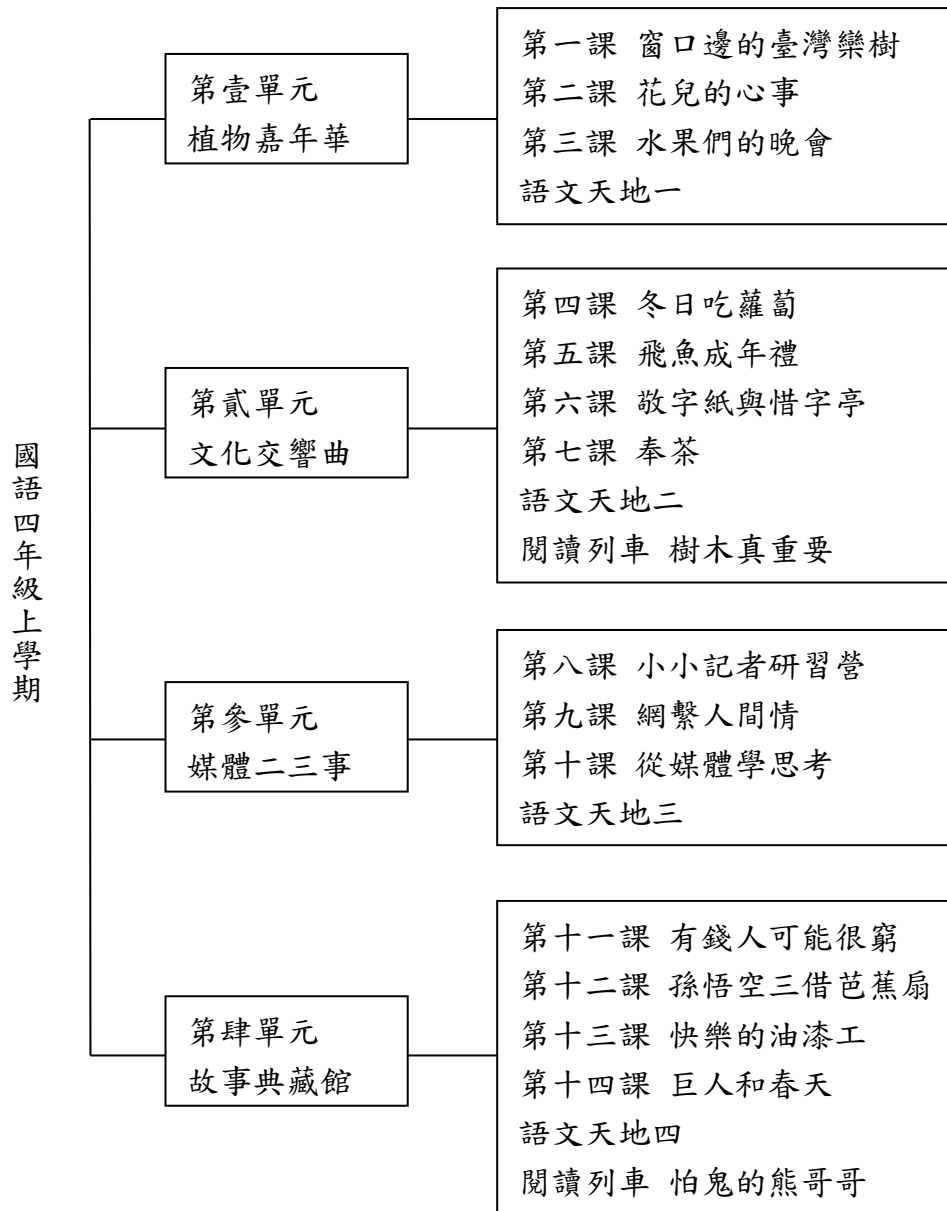 國語四年級上學期
第壹單元
植物嘉年華
第一課 窗口邊的臺灣欒樹
第二課 花兒的心事
第三課 水果們的晚會
語文天地一
第貳單元
文化交響曲
第四課 冬日吃蘿蔔
第五課 飛魚成年禮
第六課 敬字紙與惜字亭
第七課 奉茶
語文天地二
閱讀列車 樹木真重要
第參單元
媒體二三事
第八課 小小記者研習營
第九課 網繫人間情
第十課 從媒體學思考
語文天地三
第肆單元
故事典藏館
第十一課 有錢人可能很窮
第十二課 孫悟空三借芭蕉扇
第十三課 快樂的油漆工
第十四課 巨人和春天
語文天地四
閱讀列車 怕鬼的熊哥哥